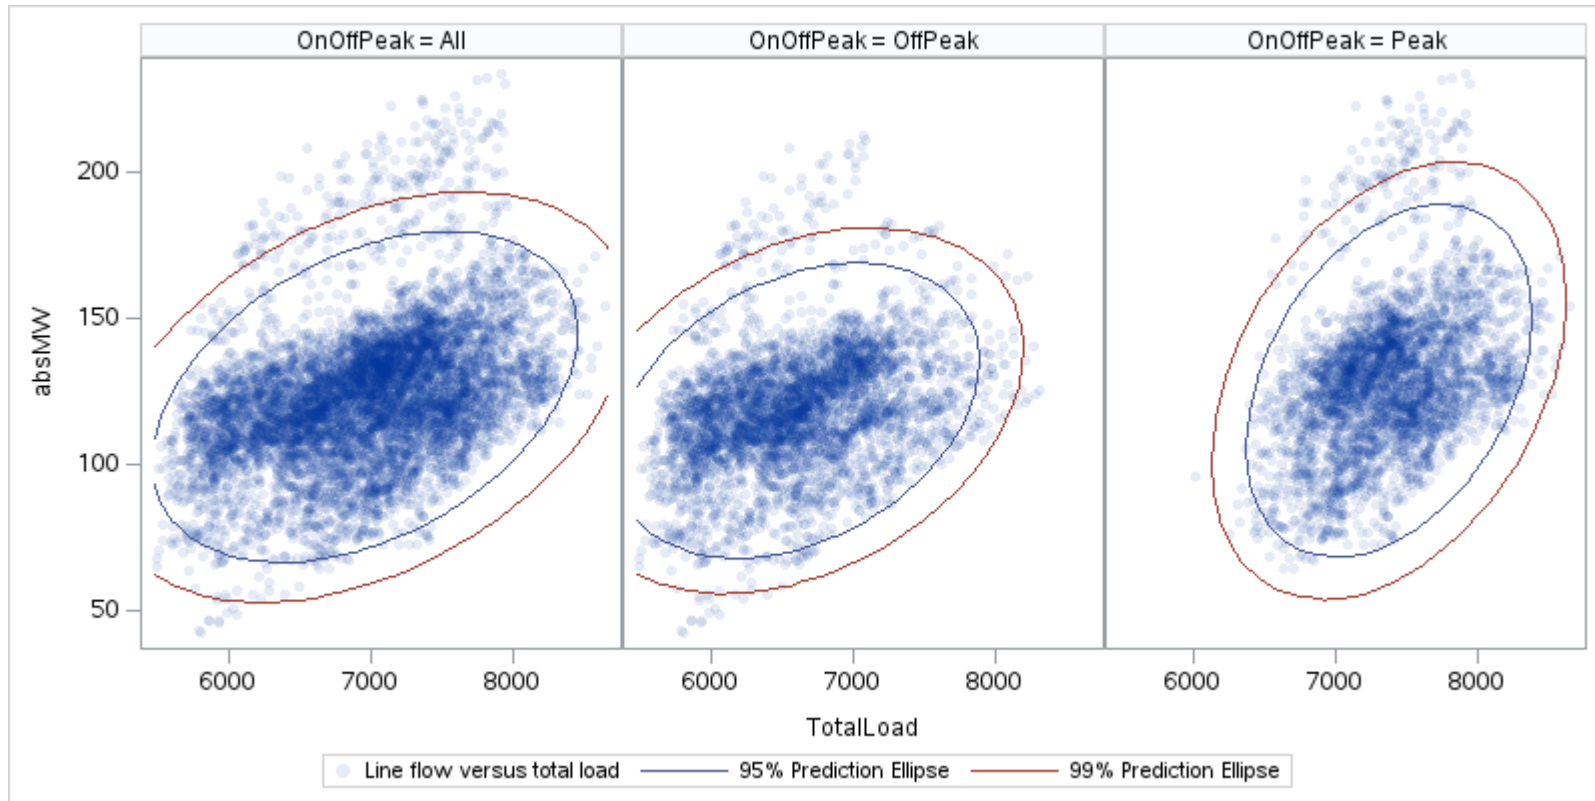 OnOffPeak = All
OnOffPeak = OffPeak
OnOffPeak = Peak
absMW
200
150
100
50
6000 7000 8000
6000 7000 8000
6000 7000 8000
TotalLoad
Line flow versus total load
95% Prediction Ellipse
99% Prediction Ellipse